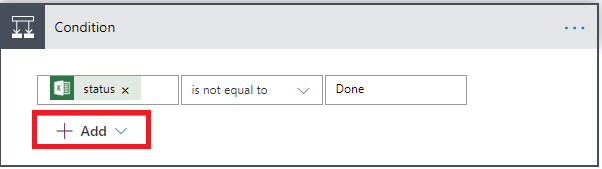 Condition ...
status × is not equal to Done
+ Add